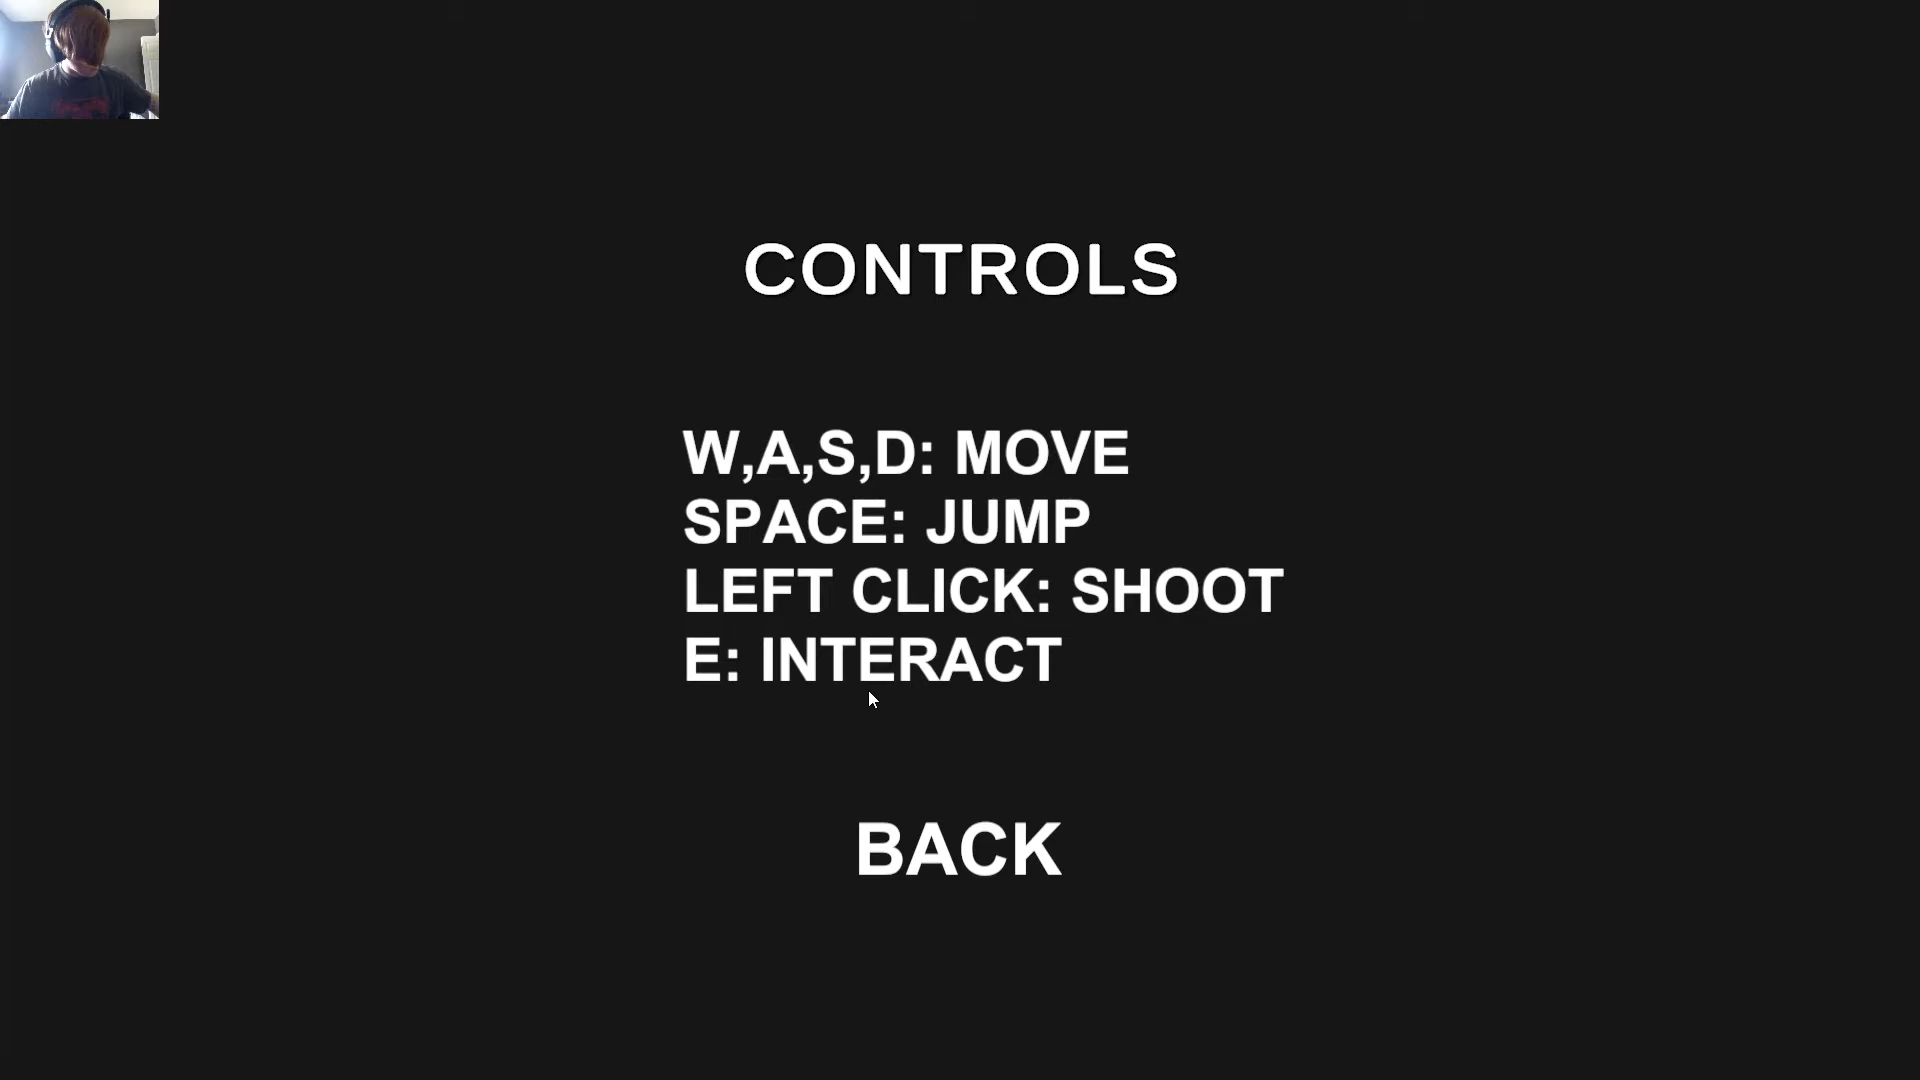 CONTROLS
W,A,S,D: MOVE
SPACE: JUMP
LEFT CLICK: SHOOT
E: INTERACT
BACK